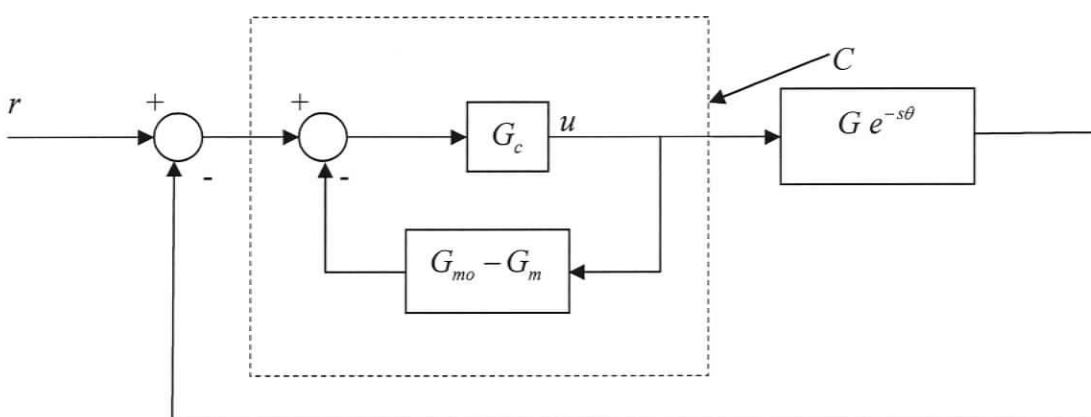 C
r
+
+
G_c
u
G e^{-sθ}
-
-
G_{mo} - G_m